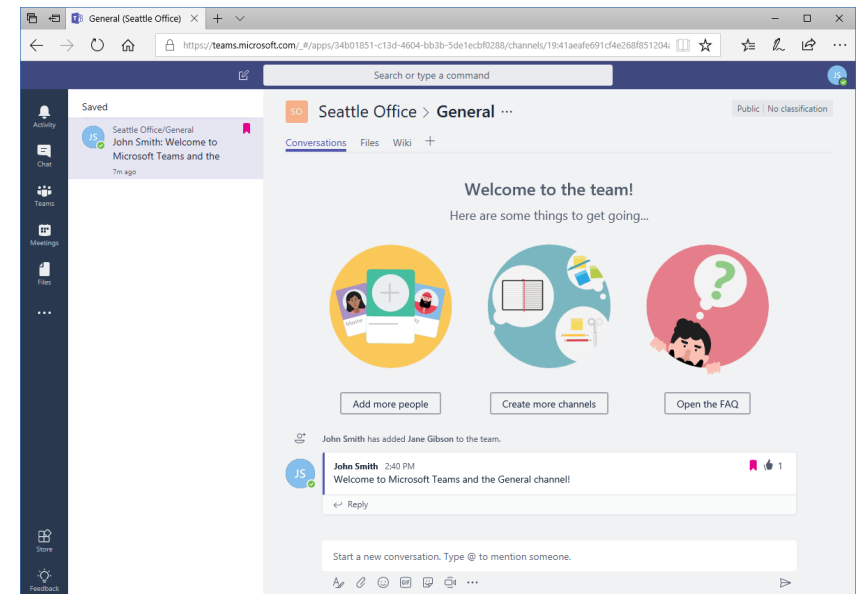 General (Seattle Office)
https://teams.microsoft.com/_#/apps/34b01851-c13d-4604-bb3b-5de1ecbf0288/channels/19:41aeafe691cf4e268f851204
Search or type a command
JS
Activity
Chat
Teams
Meetings
Files
Store
Feedback
Saved
JS
Seattle Office/General
John Smith: Welcome to
Microsoft Teams and the
7m ago
SO
Seattle Office > General ...
Public | No classification
Conversations Files Wiki +
Welcome to the team!
Here are some things to get going...
Name
?
Add more people
Create more channels
Open the FAQ
John Smith has added Jane Gibson to the team.
JS
John Smith 2:40 PM
1
Welcome to Microsoft Teams and the General channel!
Reply
Start a new conversation. Type @ to mention someone.
GIF